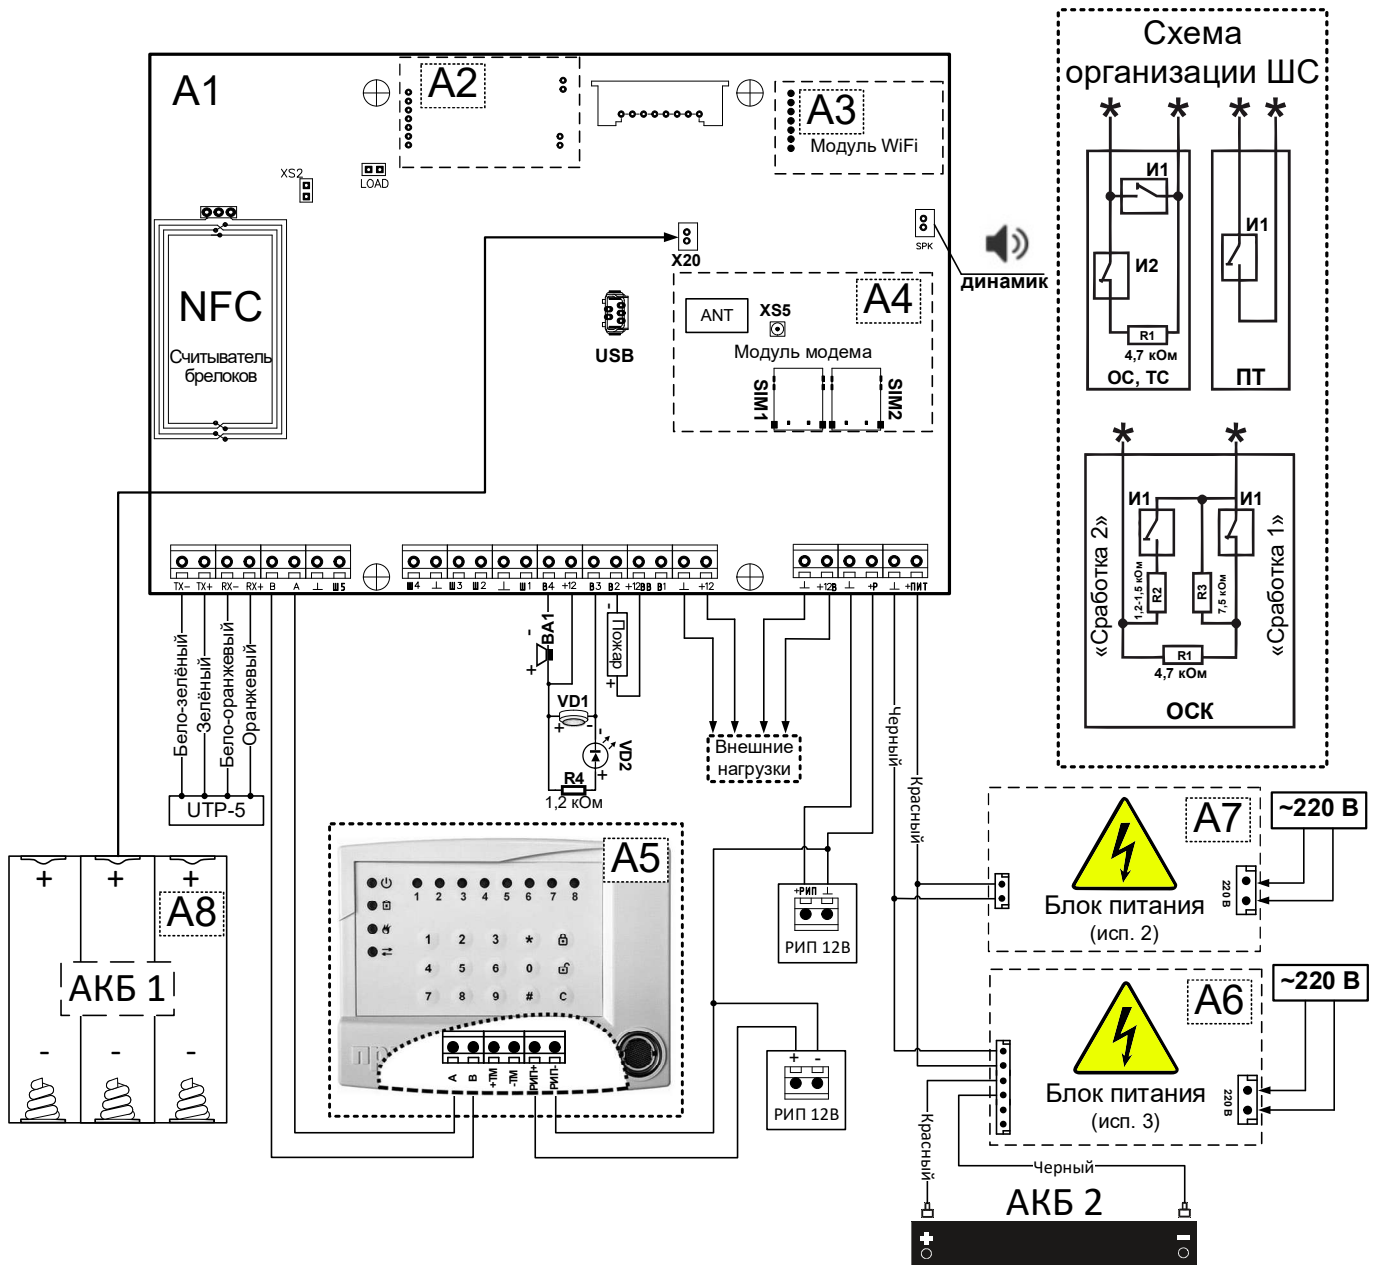 Схема
организации ШС
A1
A2
A3
Модуль WiFi
XS2
LOAD
И1
И2
R1
4,7 кОм
ОС, ТС
И1
ПТ
NFC
Считыватель
брелоков
X20
USB
SPK
динамик
A4
ANT
XS5
Модуль модема
SIM1
SIM2
И1
И1
«Сработка 2»
«Сработка 1»
R2
1,2-1,5 кОм
R3
7,5 кОм
R1
4,7 кОм
ОСК
TX- TX+ RX- RX+ B A ⊥ Ш5
Ш4 ⊥ Ш3 Ш2 ⊥ Ш1 В4 +12 В3 В2 +12ВВ В1 ⊥ +12
⊥ +12В ⊥ +Р ⊥ +ПИТ
Бело-зелёный
Зелёный
Бело-оранжевый
Оранжевый
UTP-5
- BA1 +
- Пожар +
VD1
+ -
- VD2 +
R4
1,2 кОм
Внешние
нагрузки
Черный
Красный
A5
1 2 3 4 5 6 7 8
1 2 3 *
4 5 6 0
7 8 9 # C
A B +ТМ -ТМ РИП+ РИП-
+РИП ⊥
РИП 12В
+ -
РИП 12В
A7
Блок питания
(исп. 2)
220 В
~220 В
A6
Блок питания
(исп. 3)
220 В
~220 В
+ + +
A8
АКБ 1
- - -
Красный
Черный
АКБ 2
+ -